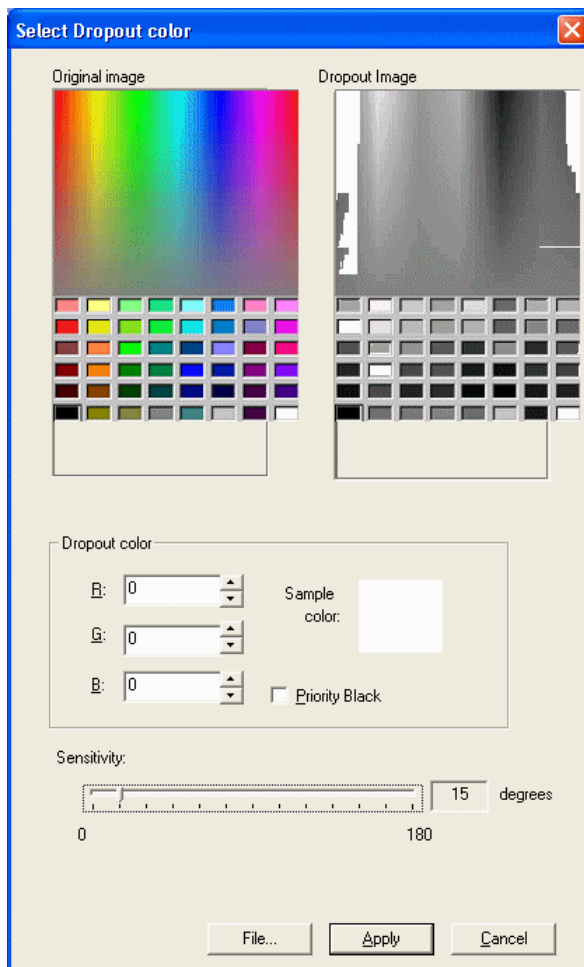 Select Dropout color
Original image
Dropout Image
Dropout color
R: 0
Sample color:
G: 0
B: 0
Priority Black
Sensitivity:
15 degrees
0 180
File... Apply Cancel